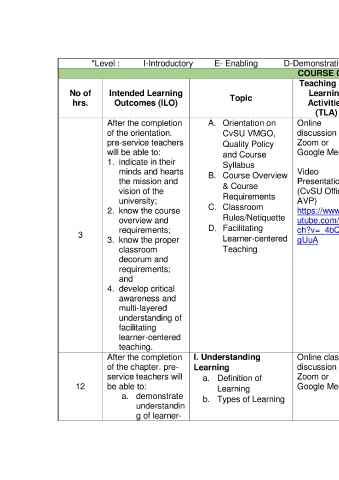 *Level : I-Introductory E- Enabling D-Demonstrativ
COURSE
No of
hrs.
Intended Learning
Outcomes (ILO)
Topic
Teaching
Learnin
Activitie
(TLA)
3
After the completion
of the orientation.
pre-service teachers
will be able to:
1. indicate in their
minds and hearts
the mission and
vision of the
university;
2. know the course
overview and
requirements;
3. know the proper
classroom
decorum and
requirements;
and
4. develop critical
awareness and
multi-layered
understanding of
facilitating
learner-centered
teaching.
A. Orientation on
CvSU VMGO,
Quality Policy
and Course
Syllabus
B. Course Overview
& Course
Requirements
C. Classroom
Rules/Netiquette
D. Facilitating
Learner-centered
Teaching
Online
discussion
Zoom or
Google Me
Video
Presentati
(CvSU Offi
AVP)
https://www
utube.com/
ch?v=_4bQ
gUuA
12
After the completion
of the chapter. pre-
service teachers will
be able to:
a. demonstrate
understandin
g of learner-
I. Understanding
Learning
a. Definition of
Learning
b. Types of Learning
Online clas
discussion
Zoom or
Google Me